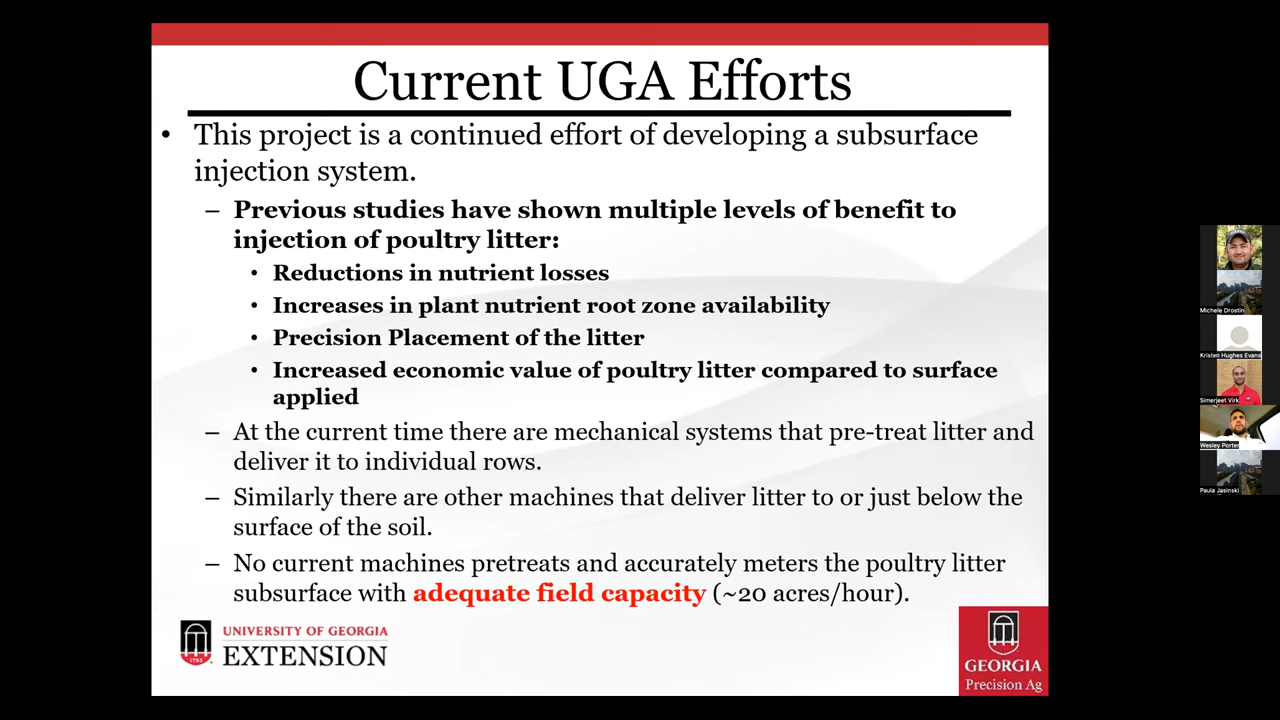 Current UGA Efforts
• This project is a continued effort of developing a subsurface
injection system.
– Previous studies have shown multiple levels of benefit to
injection of poultry litter:
• Reductions in nutrient losses
• Increases in plant nutrient root zone availability
• Precision Placement of the litter
• Increased economic value of poultry litter compared to surface
applied
– At the current time there are mechanical systems that pre-treat litter and
deliver it to individual rows.
– Similarly there are other machines that deliver litter to or just below the
surface of the soil.
– No current machines pretreats and accurately meters the poultry litter
subsurface with adequate field capacity (~20 acres/hour).
1785
UNIVERSITY OF GEORGIA
EXTENSION
GEORGIA
Precision Ag
Michele Drostin
Kristen Hughes Evans
Simerjeet Virk
Wesley Porter
Paula Jasinski